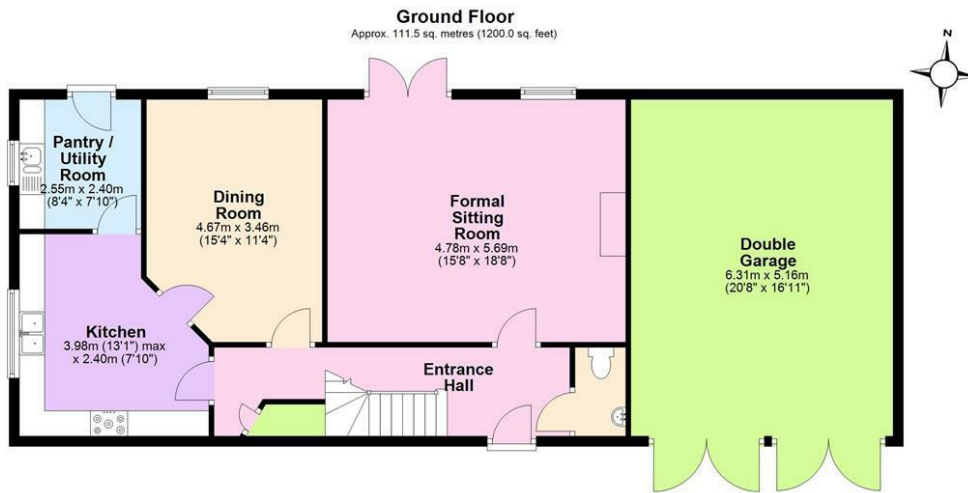 Ground Floor
Approx. 111.5 sq. metres (1200.0 sq. feet)
N
Pantry /
Utility
Room
2.55m x 2.40m
(8'4" x 7'10")
Dining
Room
4.67m x 3.46m
(15'4" x 11'4")
Formal
Sitting
Room
4.78m x 5.69m
(15'8" x 18'8")
Double
Garage
6.31m x 5.16m
(20'8" x 16'11")
Kitchen
3.98m (13'1") max
x 2.40m (7'10")
Entrance
Hall